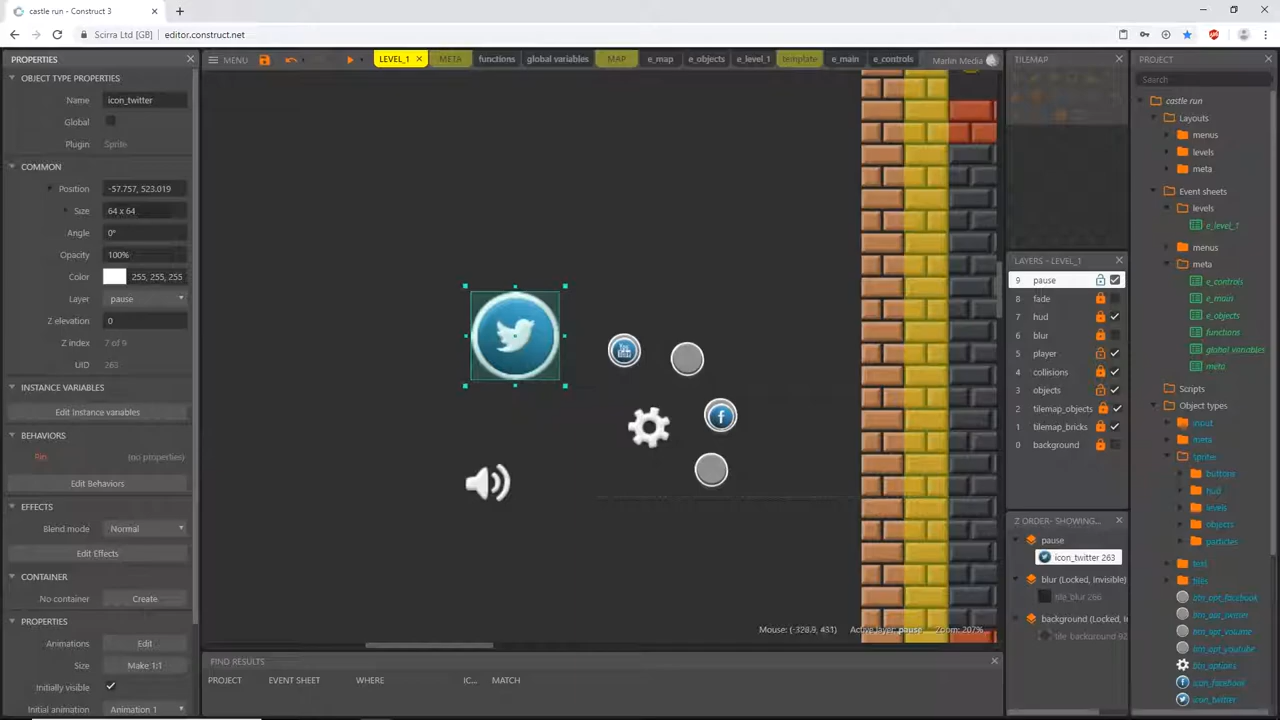 castle run - Construct 3
Scirra Ltd [GB] editor.construct.net
PROPERTIES
OBJECT TYPE PROPERTIES
Name icon_twitter
Global
Plugin Sprite
COMMON
Position -57.757, 523.019
Size 64 x 64
Angle 0°
Opacity 100%
Color 255, 255, 255
Layer pause
Z elevation 0
Z index 7 of 9
UID 263
INSTANCE VARIABLES
Edit Instance variables
BEHAVIORS
Pin (no properties)
Edit Behaviors
EFFECTS
Blend mode Normal
Edit Effects
CONTAINER
No container Create
PROPERTIES
Animations Edit
Size Make 1:1
Initially visible
Initial animation Animation 1
MENU
LEVEL_1 META functions global variables MAP e_map e_objects e_level_1 template e_main e_controls
Marlin Media
You
Mouse: (-328.9, 431) Active layer: pause Zoom: 207%
FIND RESULTS
PROJECT EVENT SHEET WHERE IC... MATCH
TILEMAP
LAYERS - LEVEL_1
9 pause
8 fade
7 hud
6 blur
5 player
4 collisions
3 objects
2 tilemap_objects
1 tilemap_bricks
0 background
Z ORDER- SHOWING...
pause
icon_twitter 263
blur (Locked, Invisible)
tile_blur 266
background (Locked, In
tile_background 92
PROJECT
Search
castle run
Layouts
menus
levels
meta
Event sheets
levels
e_level_1
menus
meta
e_controls
e_main
e_objects
functions
global_variables
meta
Scripts
Object types
input
meta
sprites
buttons
hud
levels
objects
particles
text
tiles
btn_opt_facebook
btn_opt_twitter
btn_opt_volume
btn_opt_youtube
btn_options
icon_facebook
icon_twitter